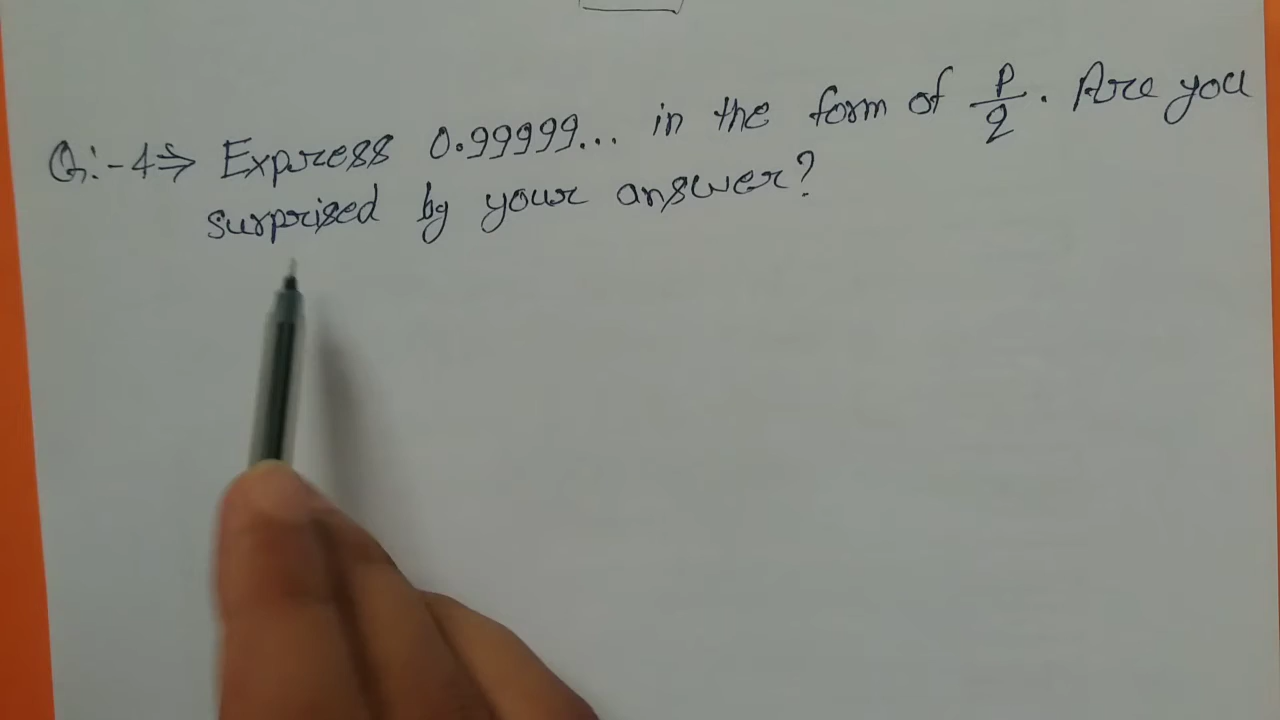 Q:-4⇒ Express 0.99999... in the form of p/q. Are you
surprised by your answer?